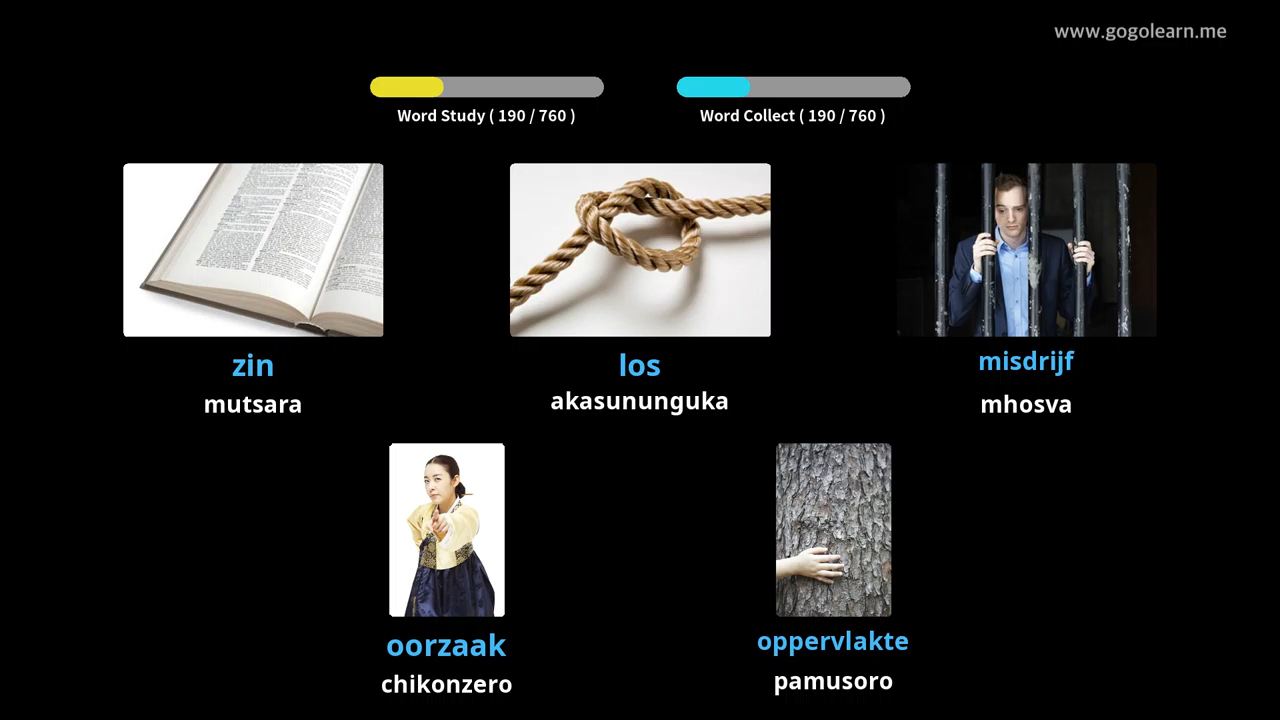 www.gogolearn.me
Word Study ( 190 / 760 )
Word Collect ( 190 / 760 )
zin
los
misdrijf
mutsara
akasununguka
mhosva
oorzaak
oppervlakte
chikonzero
pamusoro